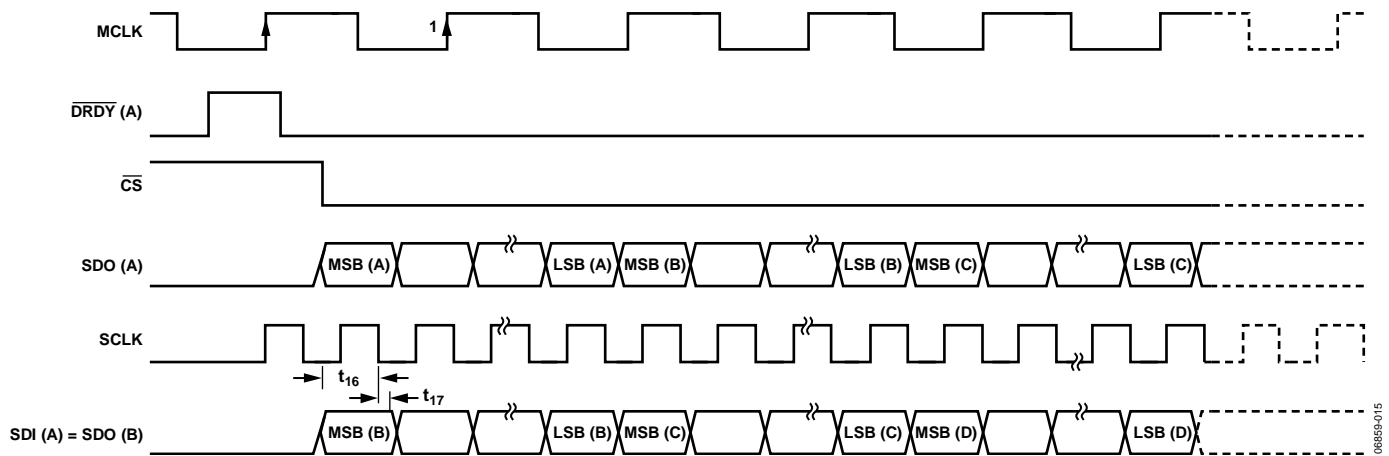 MCLK
1
DRDY (A)
CS
SDO (A) MSB (A) LSB (A) MSB (B) LSB (B) MSB (C) LSB (C)
SCLK
t16
t17
SDI (A) = SDO (B) MSB (B) LSB (B) MSB (C) LSB (C) MSB (D) LSB (D)
06859-015